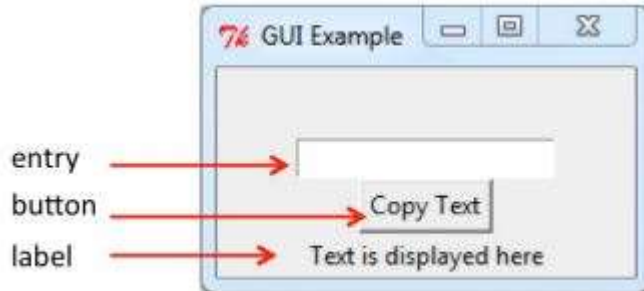 GUI Example
entry
button
Copy Text
label
Text is displayed here